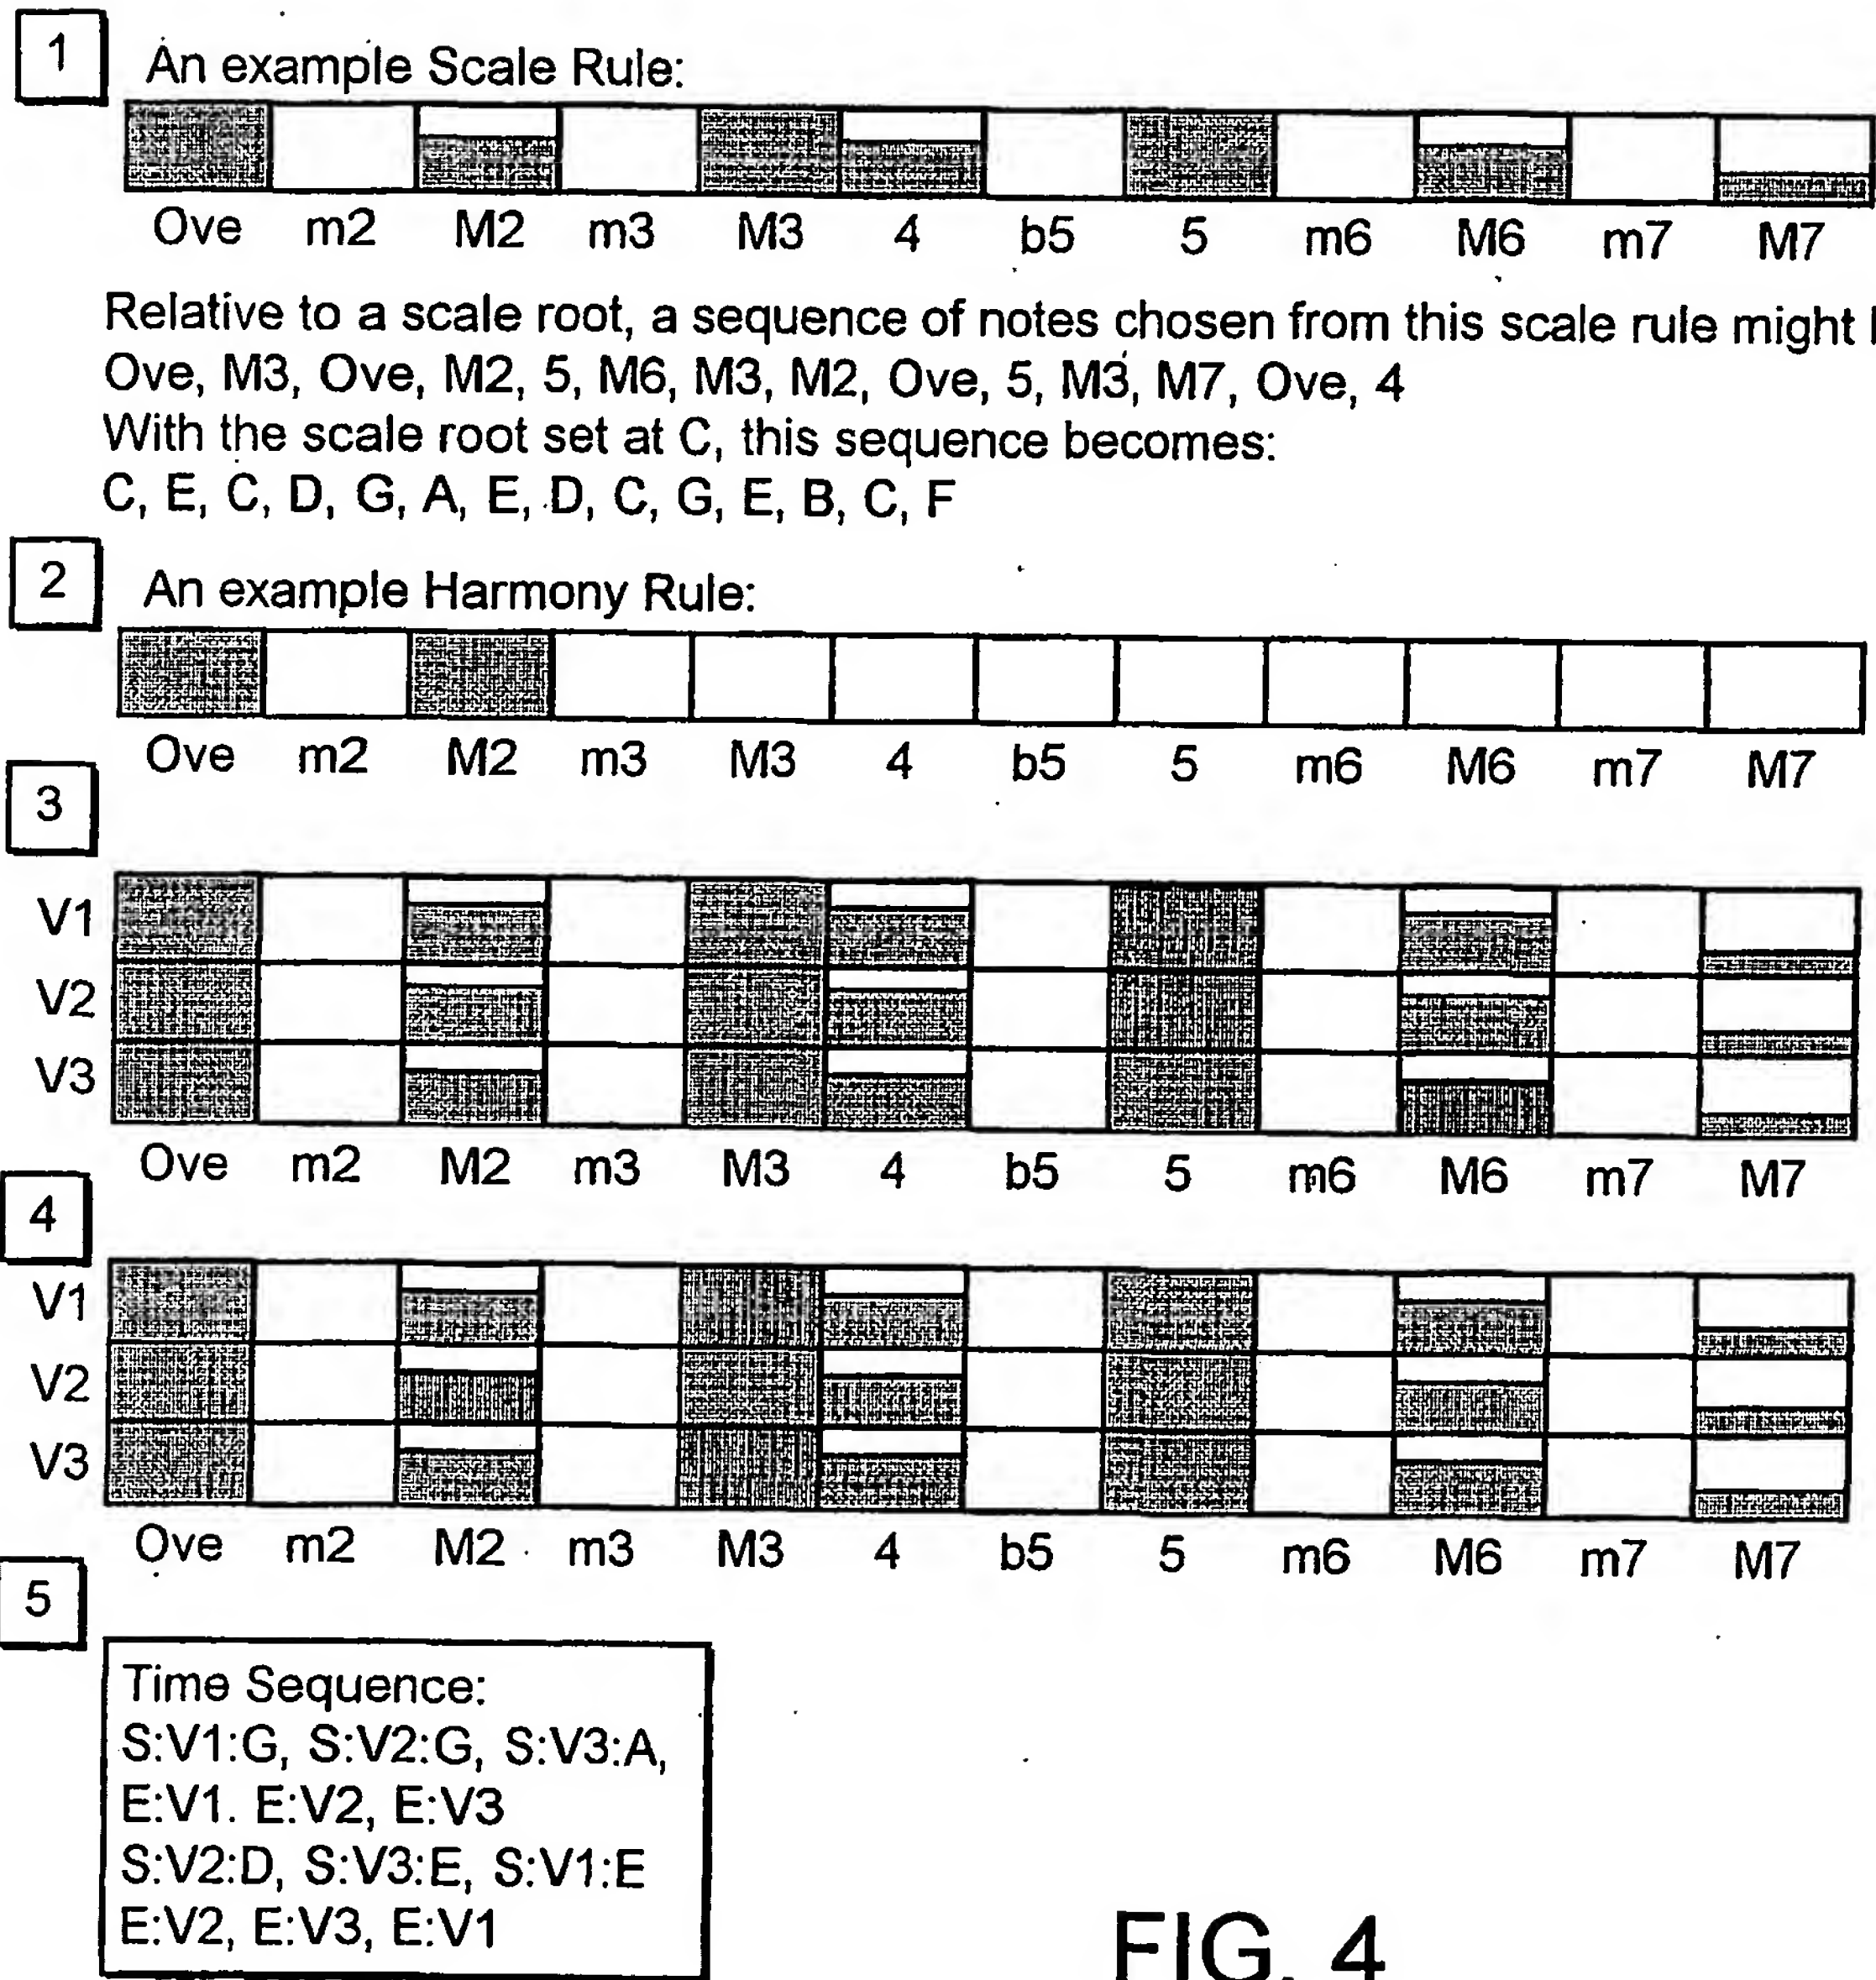 1
An example Scale Rule:
Ove m2 M2 m3 M3 4 b5 5 m6 M6 m7 M7
Relative to a scale root, a sequence of notes chosen from this scale rule might
Ove, M3, Ove, M2, 5, M6, M3, M2, Ove, 5, M3, M7, Ove, 4
With the scale root set at C, this sequence becomes:
C, E, C, D, G, A, E, D, C, G, E, B, C, F
2
An example Harmony Rule:
Ove m2 M2 m3 M3 4 b5 5 m6 M6 m7 M7
3
V1
V2
V3
Ove m2 M2 m3 M3 4 b5 5 m6 M6 m7 M7
4
V1
V2
V3
Ove m2 M2 m3 M3 4 b5 5 m6 M6 m7 M7
5
Time Sequence:
S:V1:G, S:V2:G, S:V3:A,
E:V1. E:V2, E:V3
S:V2:D, S:V3:E, S:V1:E
E:V2, E:V3, E:V1
FIG. 4